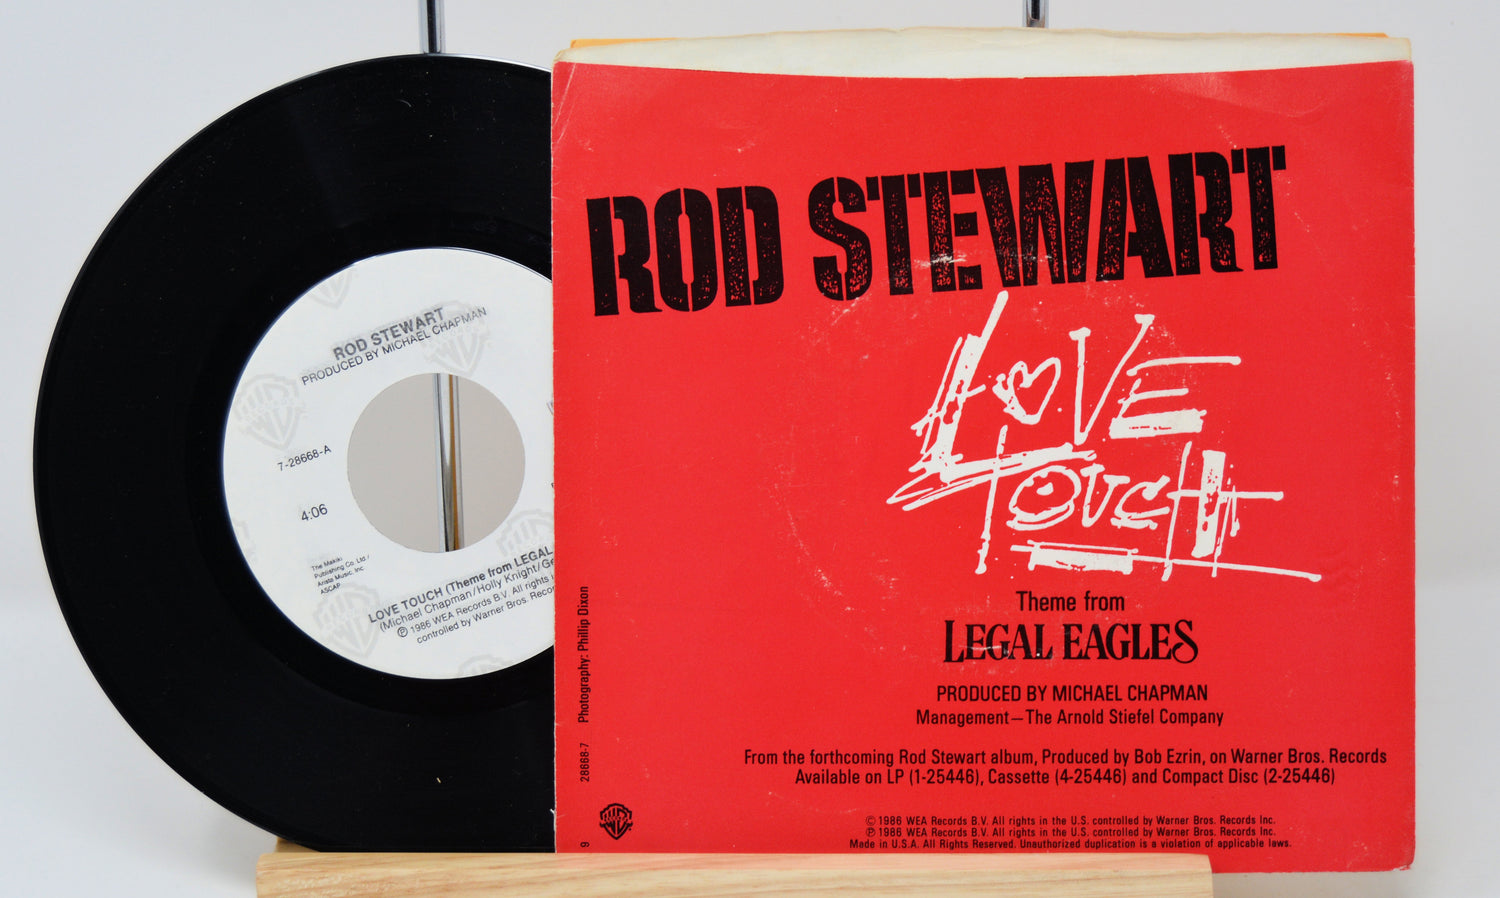 ROD STEWART
PRODUCED BY MICHAEL CHAPMAN
7-28668-A
4:06
The Makiki
Publishing Co. Ltd./
Arista Music, Inc.
ASCAP
LOVE TOUCH (Theme from LEGAL
(Michael Chapman/Holly Knight/Ge
℗ 1986 WEA Records B.V. All rights i
controlled by Warner Bros. Recor
ROD STEWART
LOVE
TOUCH
Theme from
LEGAL EAGLES
PRODUCED BY MICHAEL CHAPMAN
Management—The Arnold Stiefel Company
From the forthcoming Rod Stewart album, Produced by Bob Ezrin, on Warner Bros. Records
Available on LP (1-25446), Cassette (4-25446) and Compact Disc (2-25446)
© 1986 WEA Records B.V. All rights in the U.S. controlled by Warner Bros. Records Inc.
℗ 1986 WEA Records B.V. All rights in the U.S. controlled by Warner Bros. Records Inc.
Made in U.S.A. All Rights Reserved. Unauthorized duplication is a violation of applicable laws.
9 28668-7 Photography: Phillip Dixon